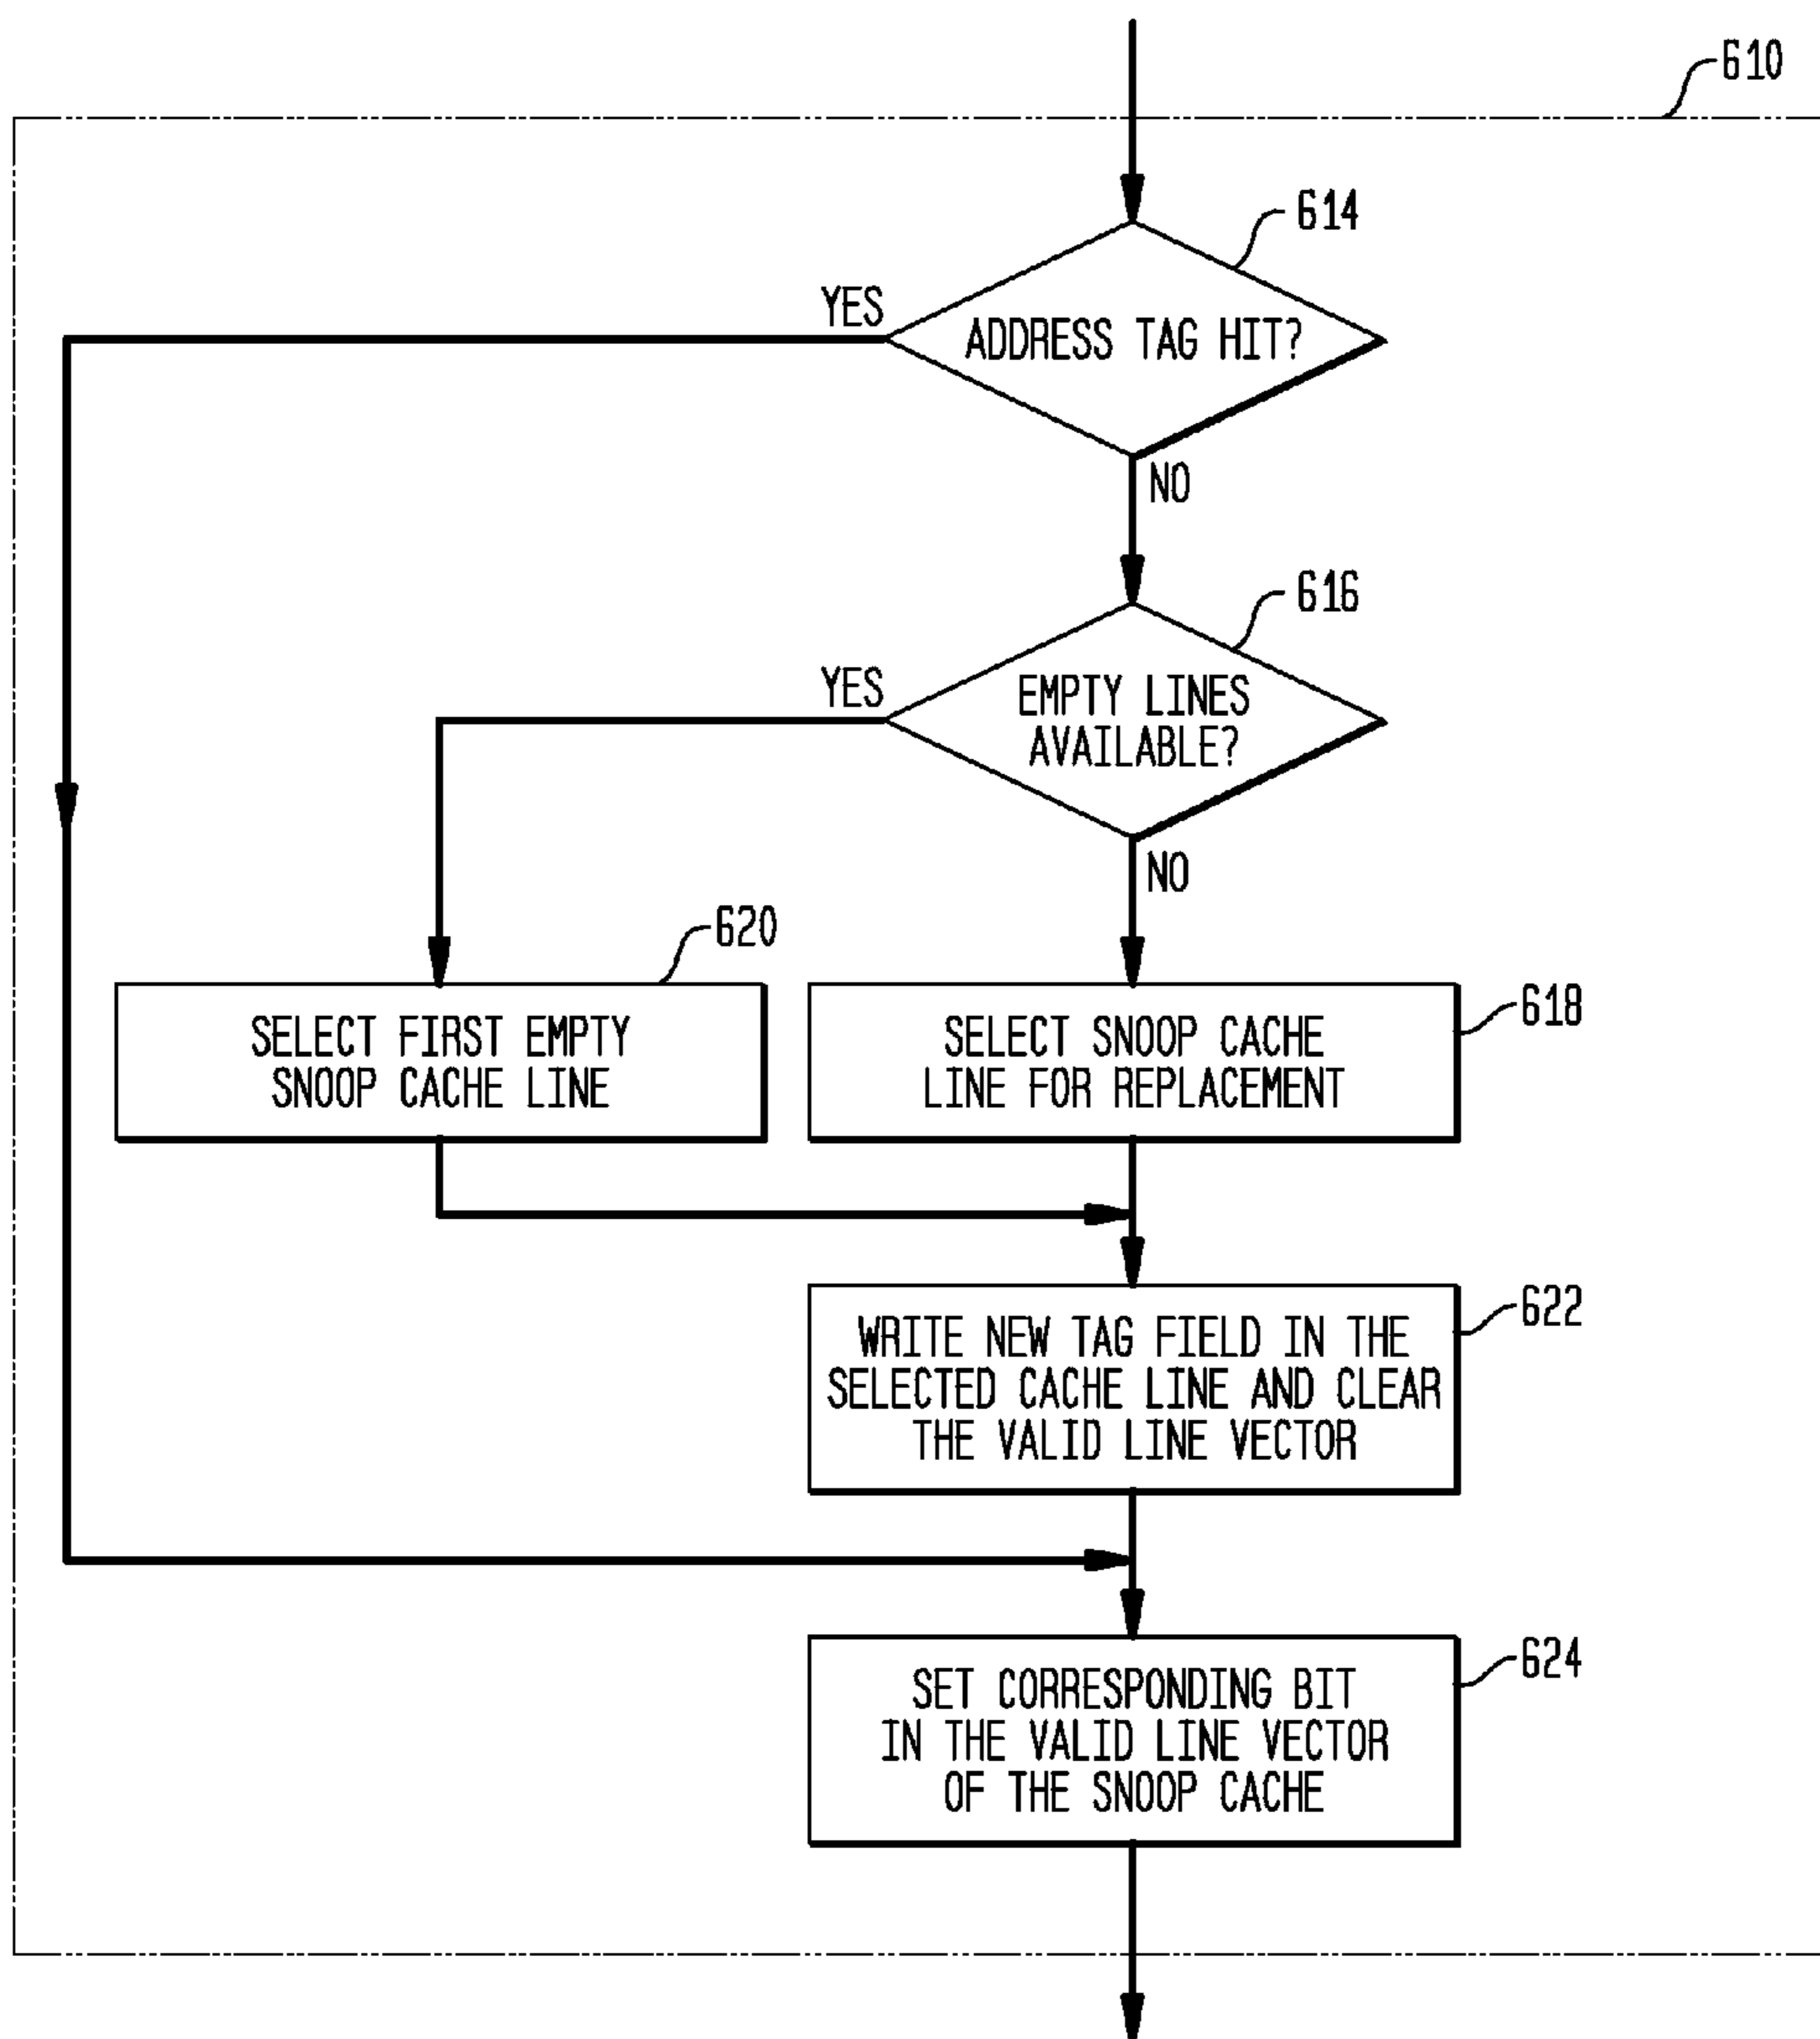 610
614
YES
ADDRESS TAG HIT?
NO
616
YES
EMPTY LINES
AVAILABLE?
NO
620
SELECT FIRST EMPTY
SNOOP CACHE LINE
618
SELECT SNOOP CACHE
LINE FOR REPLACEMENT
622
WRITE NEW TAG FIELD IN THE
SELECTED CACHE LINE AND CLEAR
THE VALID LINE VECTOR
624
SET CORRESPONDING BIT
IN THE VALID LINE VECTOR
OF THE SNOOP CACHE